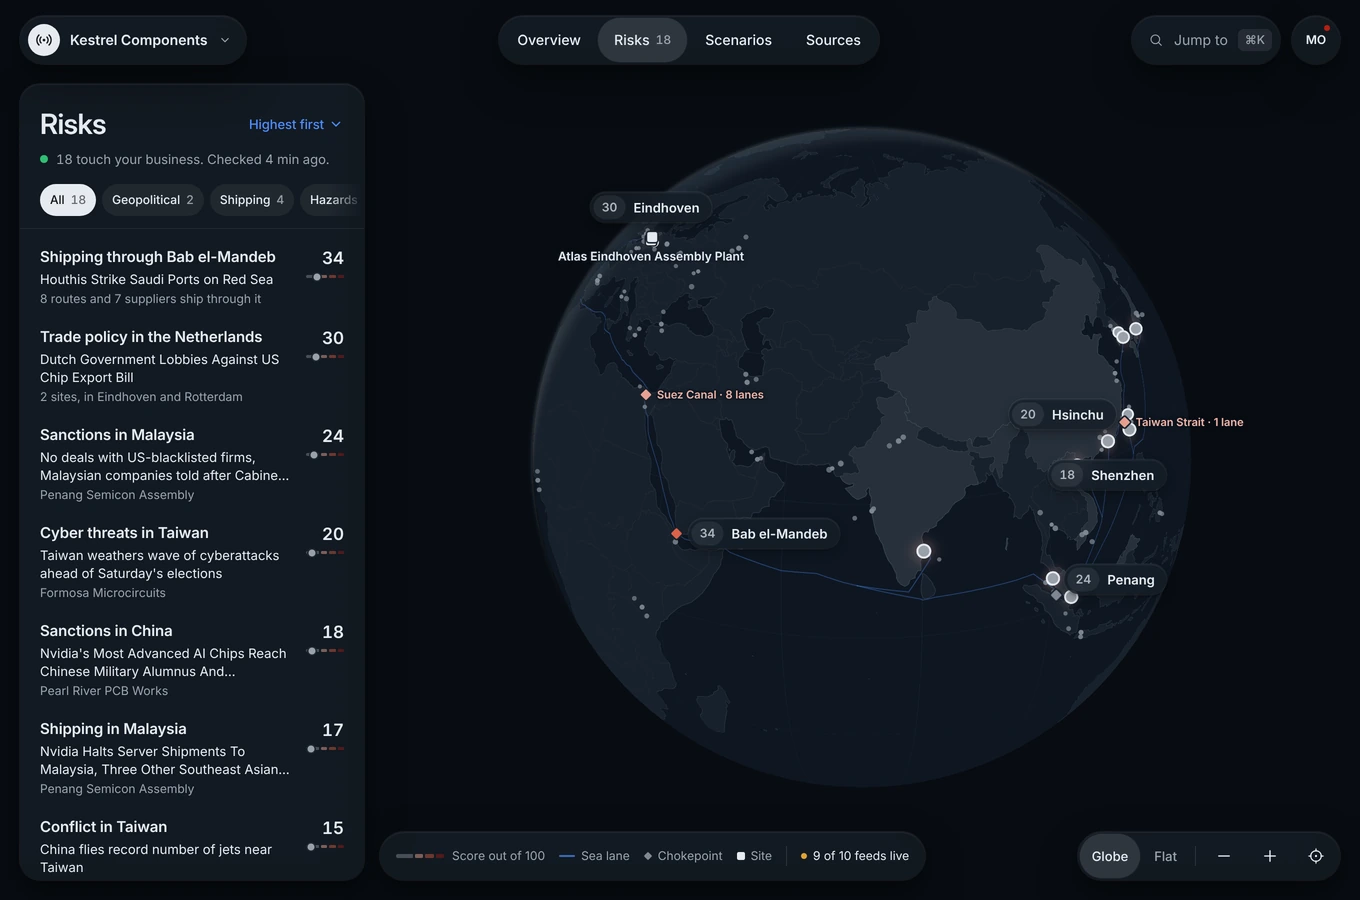 Kestrel Components
Overview
Risks 18
Scenarios
Sources
Jump to ⌘K
MO
Risks
Highest first
18 touch your business. Checked 4 min ago.
All 18
Geopolitical 2
Shipping 4
Hazards
Shipping through Bab el-Mandeb 34
Houthis Strike Saudi Ports on Red Sea
8 routes and 7 suppliers ship through it
Trade policy in the Netherlands 30
Dutch Government Lobbies Against US
Chip Export Bill
2 sites, in Eindhoven and Rotterdam
Sanctions in Malaysia 24
No deals with US-blacklisted firms,
Malaysian companies told after Cabine...
Penang Semicon Assembly
Cyber threats in Taiwan 20
Taiwan weathers wave of cyberattacks
ahead of Saturday's elections
Formosa Microcircuits
Sanctions in China 18
Nvidia's Most Advanced AI Chips Reach
Chinese Military Alumnus And...
Pearl River PCB Works
Shipping in Malaysia 17
Nvidia Halts Server Shipments To
Malaysia, Three Other Southeast Asian...
Penang Semicon Assembly
Conflict in Taiwan 15
China flies record number of jets near
Taiwan
30 Eindhoven
Atlas Eindhoven Assembly Plant
Suez Canal · 8 lanes
20 Hsinchu
Taiwan Strait · 1 lane
18 Shenzhen
34 Bab el-Mandeb
24 Penang
Score out of 100
Sea lane
Chokepoint
Site
9 of 10 feeds live
Globe
Flat